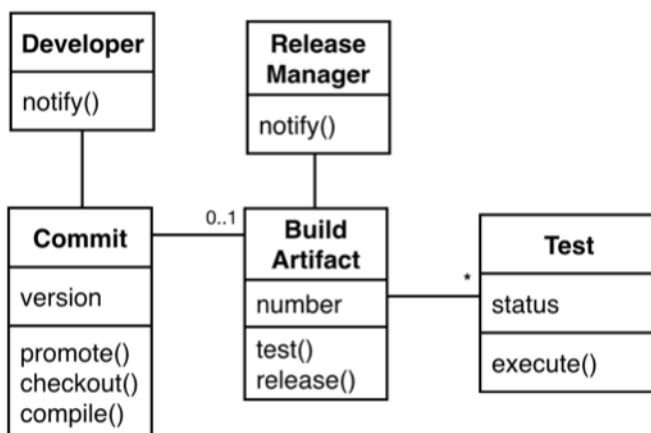 Developer
notify()
Release
Manager
notify()
Commit
version
promote()
checkout()
compile()
0..1
Build
Artifact
number
test()
release()
*
Test
status
execute()